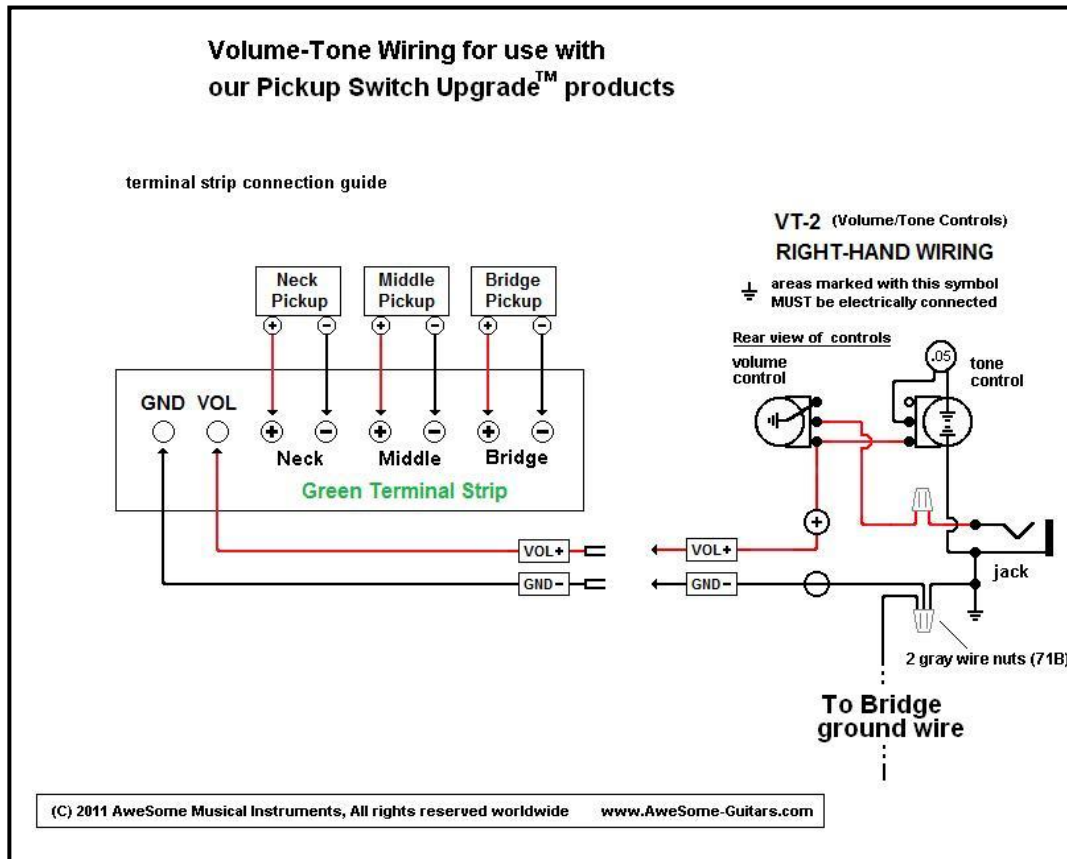 Volume-Tone Wiring for use with
our Pickup Switch Upgrade™ products
terminal strip connection guide
VT-2 (Volume/Tone Controls)
RIGHT-HAND WIRING
areas marked with this symbol
MUST be electrically connected
Rear view of controls
volume
control
.05
tone
control
Neck
Pickup
Middle
Pickup
Bridge
Pickup
+ − + − + −
GND VOL
+ − + − + −
Neck Middle Bridge
Green Terminal Strip
+
VOL+ VOL+
GND− GND−
jack
2 gray wire nuts (71B)
To Bridge
ground wire
(C) 2011 AweSome Musical Instruments, All rights reserved worldwide www.AweSome-Guitars.com